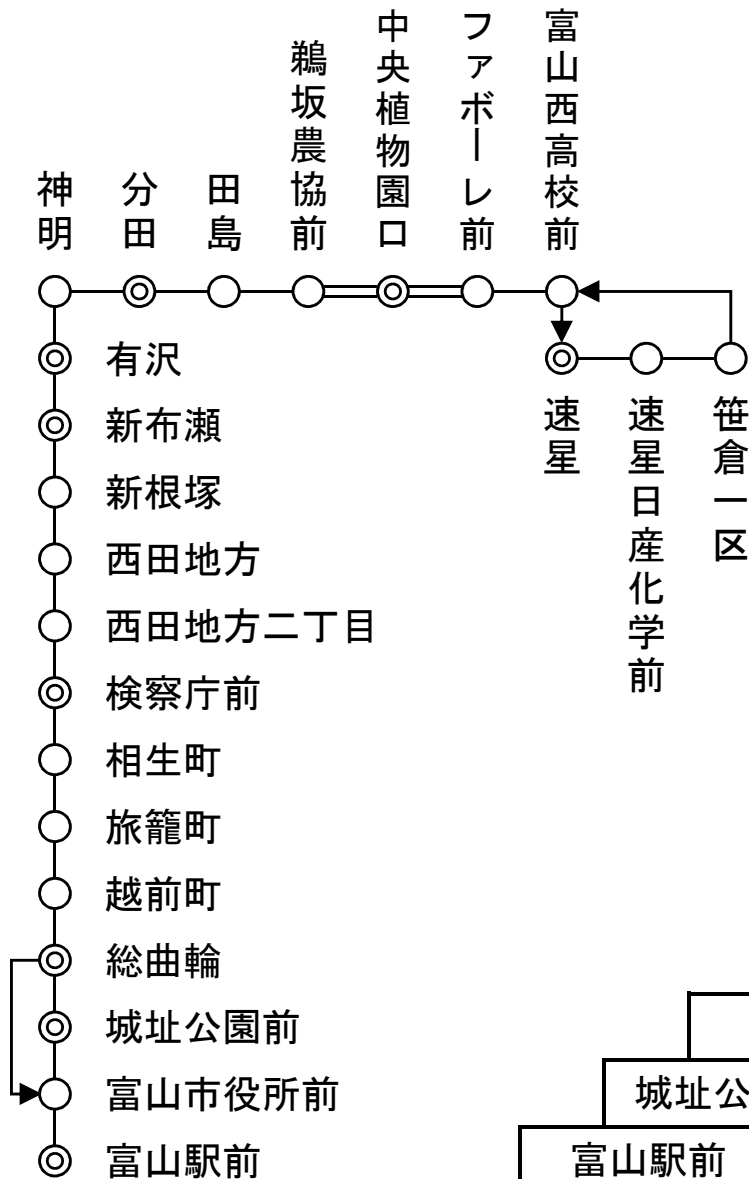 神明
分田
田島
鵜坂農協前
中央植物園口
ファボーレ前
富山西高校前
速星
速星日産化学前
笹倉一区
有沢
新布瀬
新根塚
西田地方
西田地方二丁目
検察庁前
相生町
旅籠町
越前町
総曲輪
城址公園前
富山市役所前
富山駅前
城址公
富山駅前